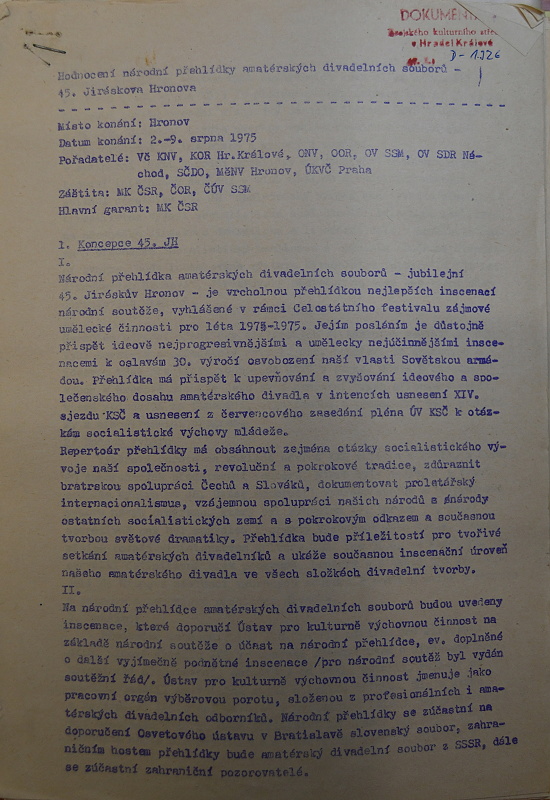 DOKUMENT
kulturního stře
v Hradci Králové
D-1926
Hodnocení národní přehlídky amatérských divadelních souborů -
45. Jiráskova Hronova
Místo konání: Hronov
Datum konání: 2.-9. srpna 1975
Pořadatelé: Vč KNV, KOR Hr.Králové, ONV, OOR, OV SSM, OV SDR Ná-
chod, SČDO, MěNV Hronov, ÚKVČ Praha
Záštita: MK ČSR, ČOR, ČÚV SSM
Hlavní garant: MK ČSR
1. Koncepce 45. JH
I.
Národní přehlídka amatérských divadelních souborů - jubilejní
45. Jiráskův Hronov - je vrcholnou přehlídkou nejlepších inscenací
národní soutěže, vyhlášené v rámci Celostátního festivalu zájmové
umělecké činnosti pro léta 1973-1975. Jejím posláním je důstojně
přispět ideově nejprogresivnějšími a umělecky nejúčinnějšími insce-
nacemi k oslavám 30. výročí osvobození naší vlasti Sovětskou armá-
dou. Přehlídka má přispět k upevňování a zvyšování ideového a spo-
lečenského dosahu amatérského divadla v intencích usnesení XIV.
sjezdu KSČ a usnesení z červencového zasedání pléna ÚV KSČ k otáz-
kám socialistické výchovy mládeže.
Repertoár přehlídky má obsáhnout zejména otázky socialistického vý-
voje naší společnosti, revoluční a pokrokové tradice, zdůraznit
bratrskou spolupráci Čechů a Slováků, dokumentovat proletářský
internacionalismus, vzájemnou spolupráci našich národů s národy
ostatních socialistických zemí a s pokrokovým odkazem a současnou
tvorbou světové dramatiky. Přehlídka bude příležitostí pro tvořivé
setkání amatérských divadelníků a ukáže současnou inscenační úroveň
našeho amatérského divadla ve všech složkách divadelní tvorby.
II.
Na národní přehlídce amatérských divadelních souborů budou uvedeny
inscenace, které doporučí Ústav pro kulturně výchovnou činnost na
základě národní soutěže o účast na národní přehlídce, ev. doplněné
o další vyjímečně podnětné inscenace /pro národní soutěž byl vydán
soutěžní řád/. Ústav pro kulturně výchovnou činnost jmenuje jako
pracovní orgán výběrovou porotu, složenou z profesionálních i ama-
térských divadelních odborníků. Národní přehlídky se zúčastní na
doporučení Osvetového ústavu v Bratislavě slovenský soubor, zahra-
ničním hostem přehlídky bude amatérský divadelní soubor z SSSR, dále
se zúčastní zahraniční pozorovatelé.